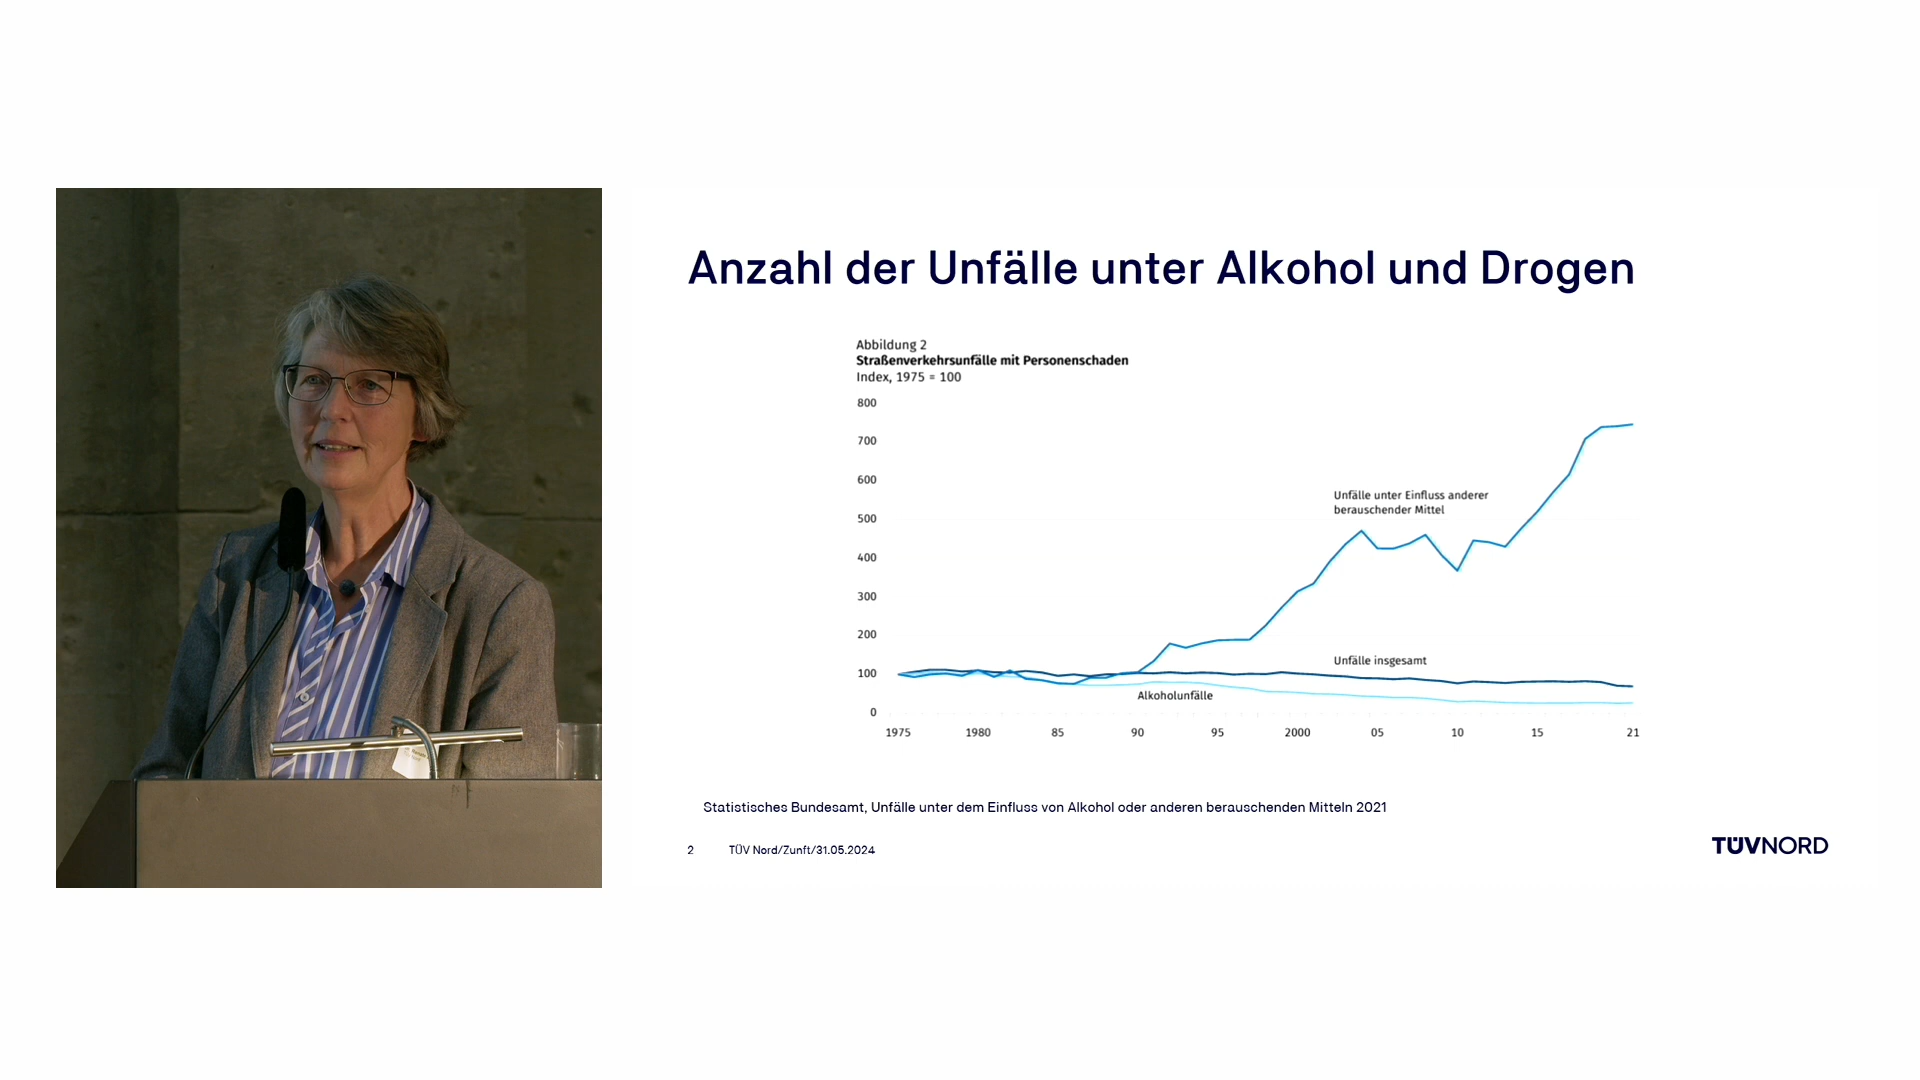 Anzahl der Unfälle unter Alkohol und Drogen
Abbildung 2
Straßenverkehrsunfälle mit Personenschaden
Index, 1975 = 100
800
700
600
500
400
300
200
100
0
Unfälle unter Einfluss anderer
berauschender Mittel
Unfälle insgesamt
Alkoholunfälle
1975 1980 85 90 95 2000 05 10 15 21
Statistisches Bundesamt, Unfälle unter dem Einfluss von Alkohol oder anderen berauschenden Mitteln 2021
2 TÜV Nord/Zunft/31.05.2024
TÜVNORD